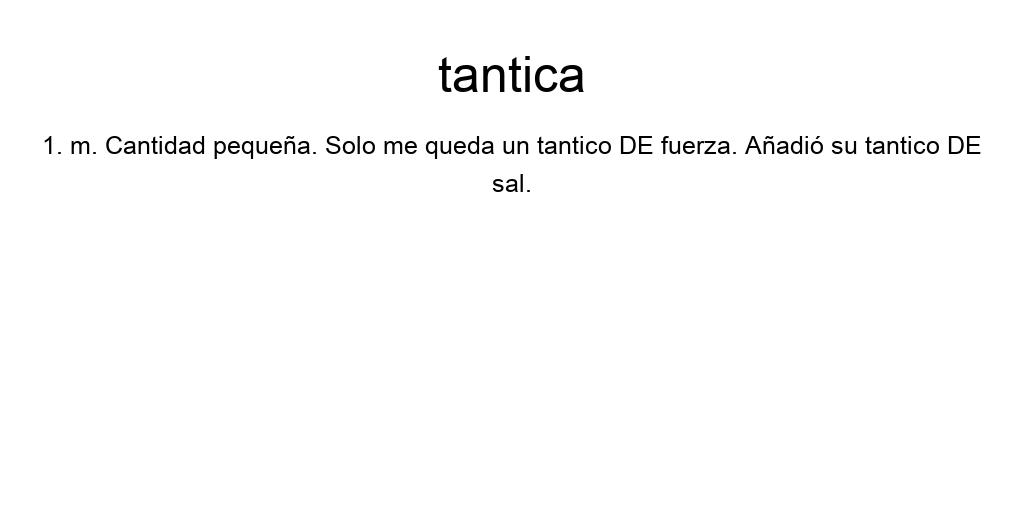 tantica
1. m. Cantidad pequeña. Solo me queda un tantico DE fuerza. Añadió su tantico DE
sal.